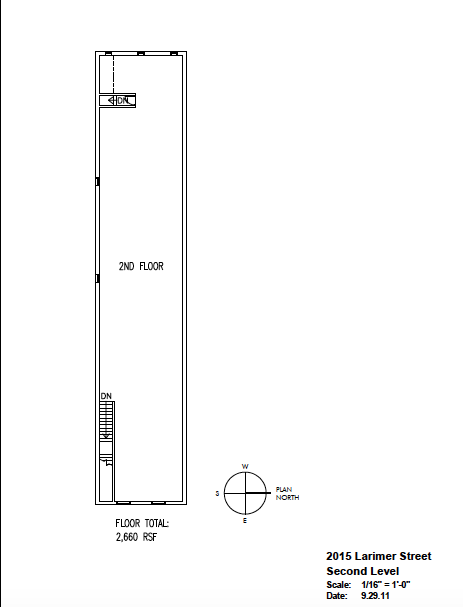 DN
2ND FLOOR
DN
W
S
PLAN
NORTH
E
FLOOR TOTAL:
2,660 RSF
2015 Larimer Street
Second Level
Scale: 1/16" = 1'-0"
Date: 9.29.11